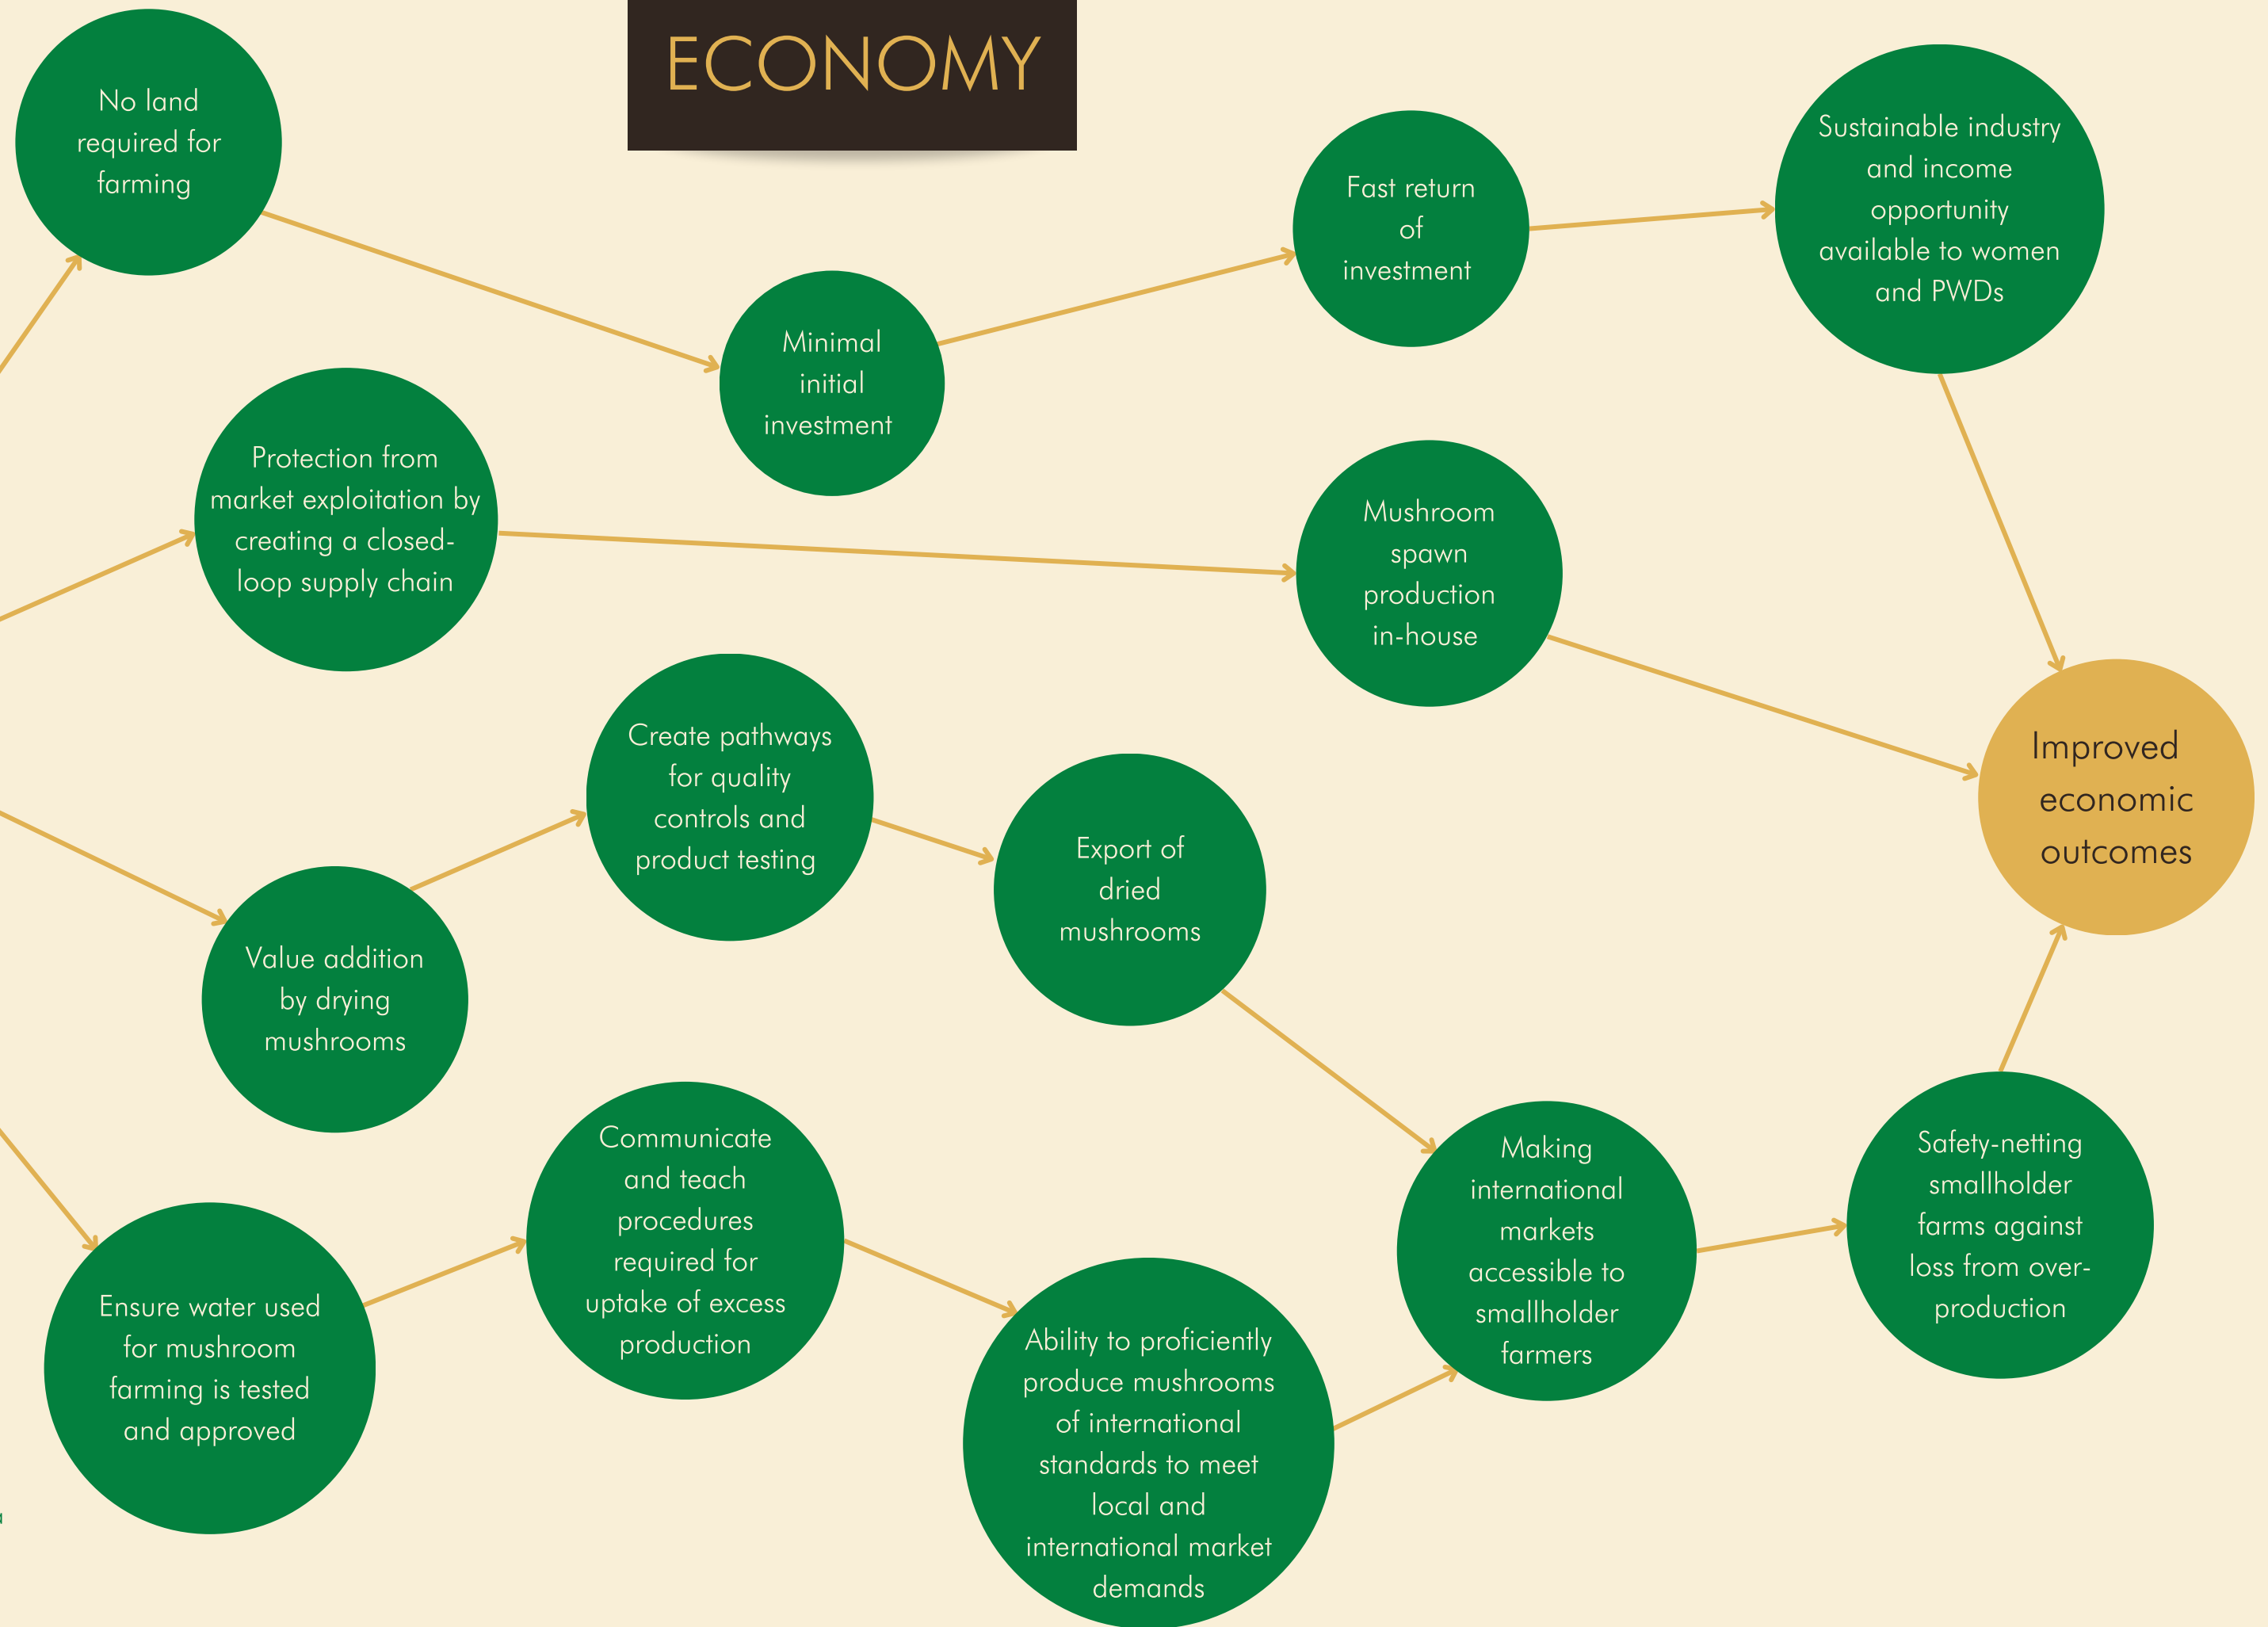 ECONOMY
No land
required for
farming
Minimal
initial
investment
Fast return
of
investment
Sustainable industry
and income
opportunity
available to women
and PWDs
Protection from
market exploitation by
creating a closed-
loop supply chain
Mushroom
spawn
production
in-house
Improved
economic
outcomes
Value addition
by drying
mushrooms
Create pathways
for quality
controls and
product testing
Export of
dried
mushrooms
Ensure water used
for mushroom
farming is tested
and approved
Communicate
and teach
procedures
required for
uptake of excess
production
Ability to proficiently
produce mushrooms
of international
standards to meet
local and
international market
demands
Making
international
markets
accessible to
smallholder
farmers
Safety-netting
smallholder
farms against
loss from over-
production